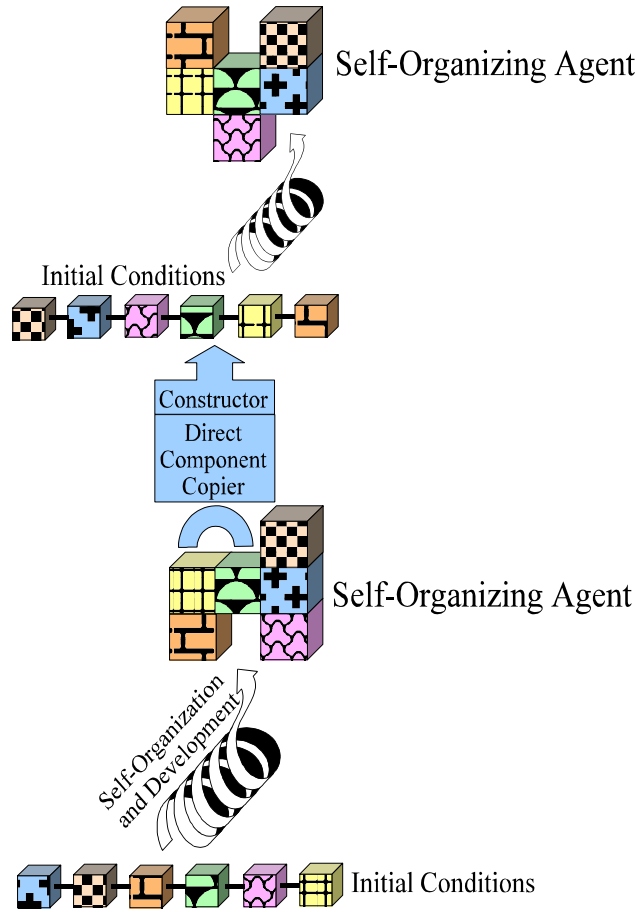 Self-Organizing Agent
Initial Conditions
Constructor
Direct
Component
Copier
Self-Organizing Agent
Self-Organization
and Development
Initial Conditions